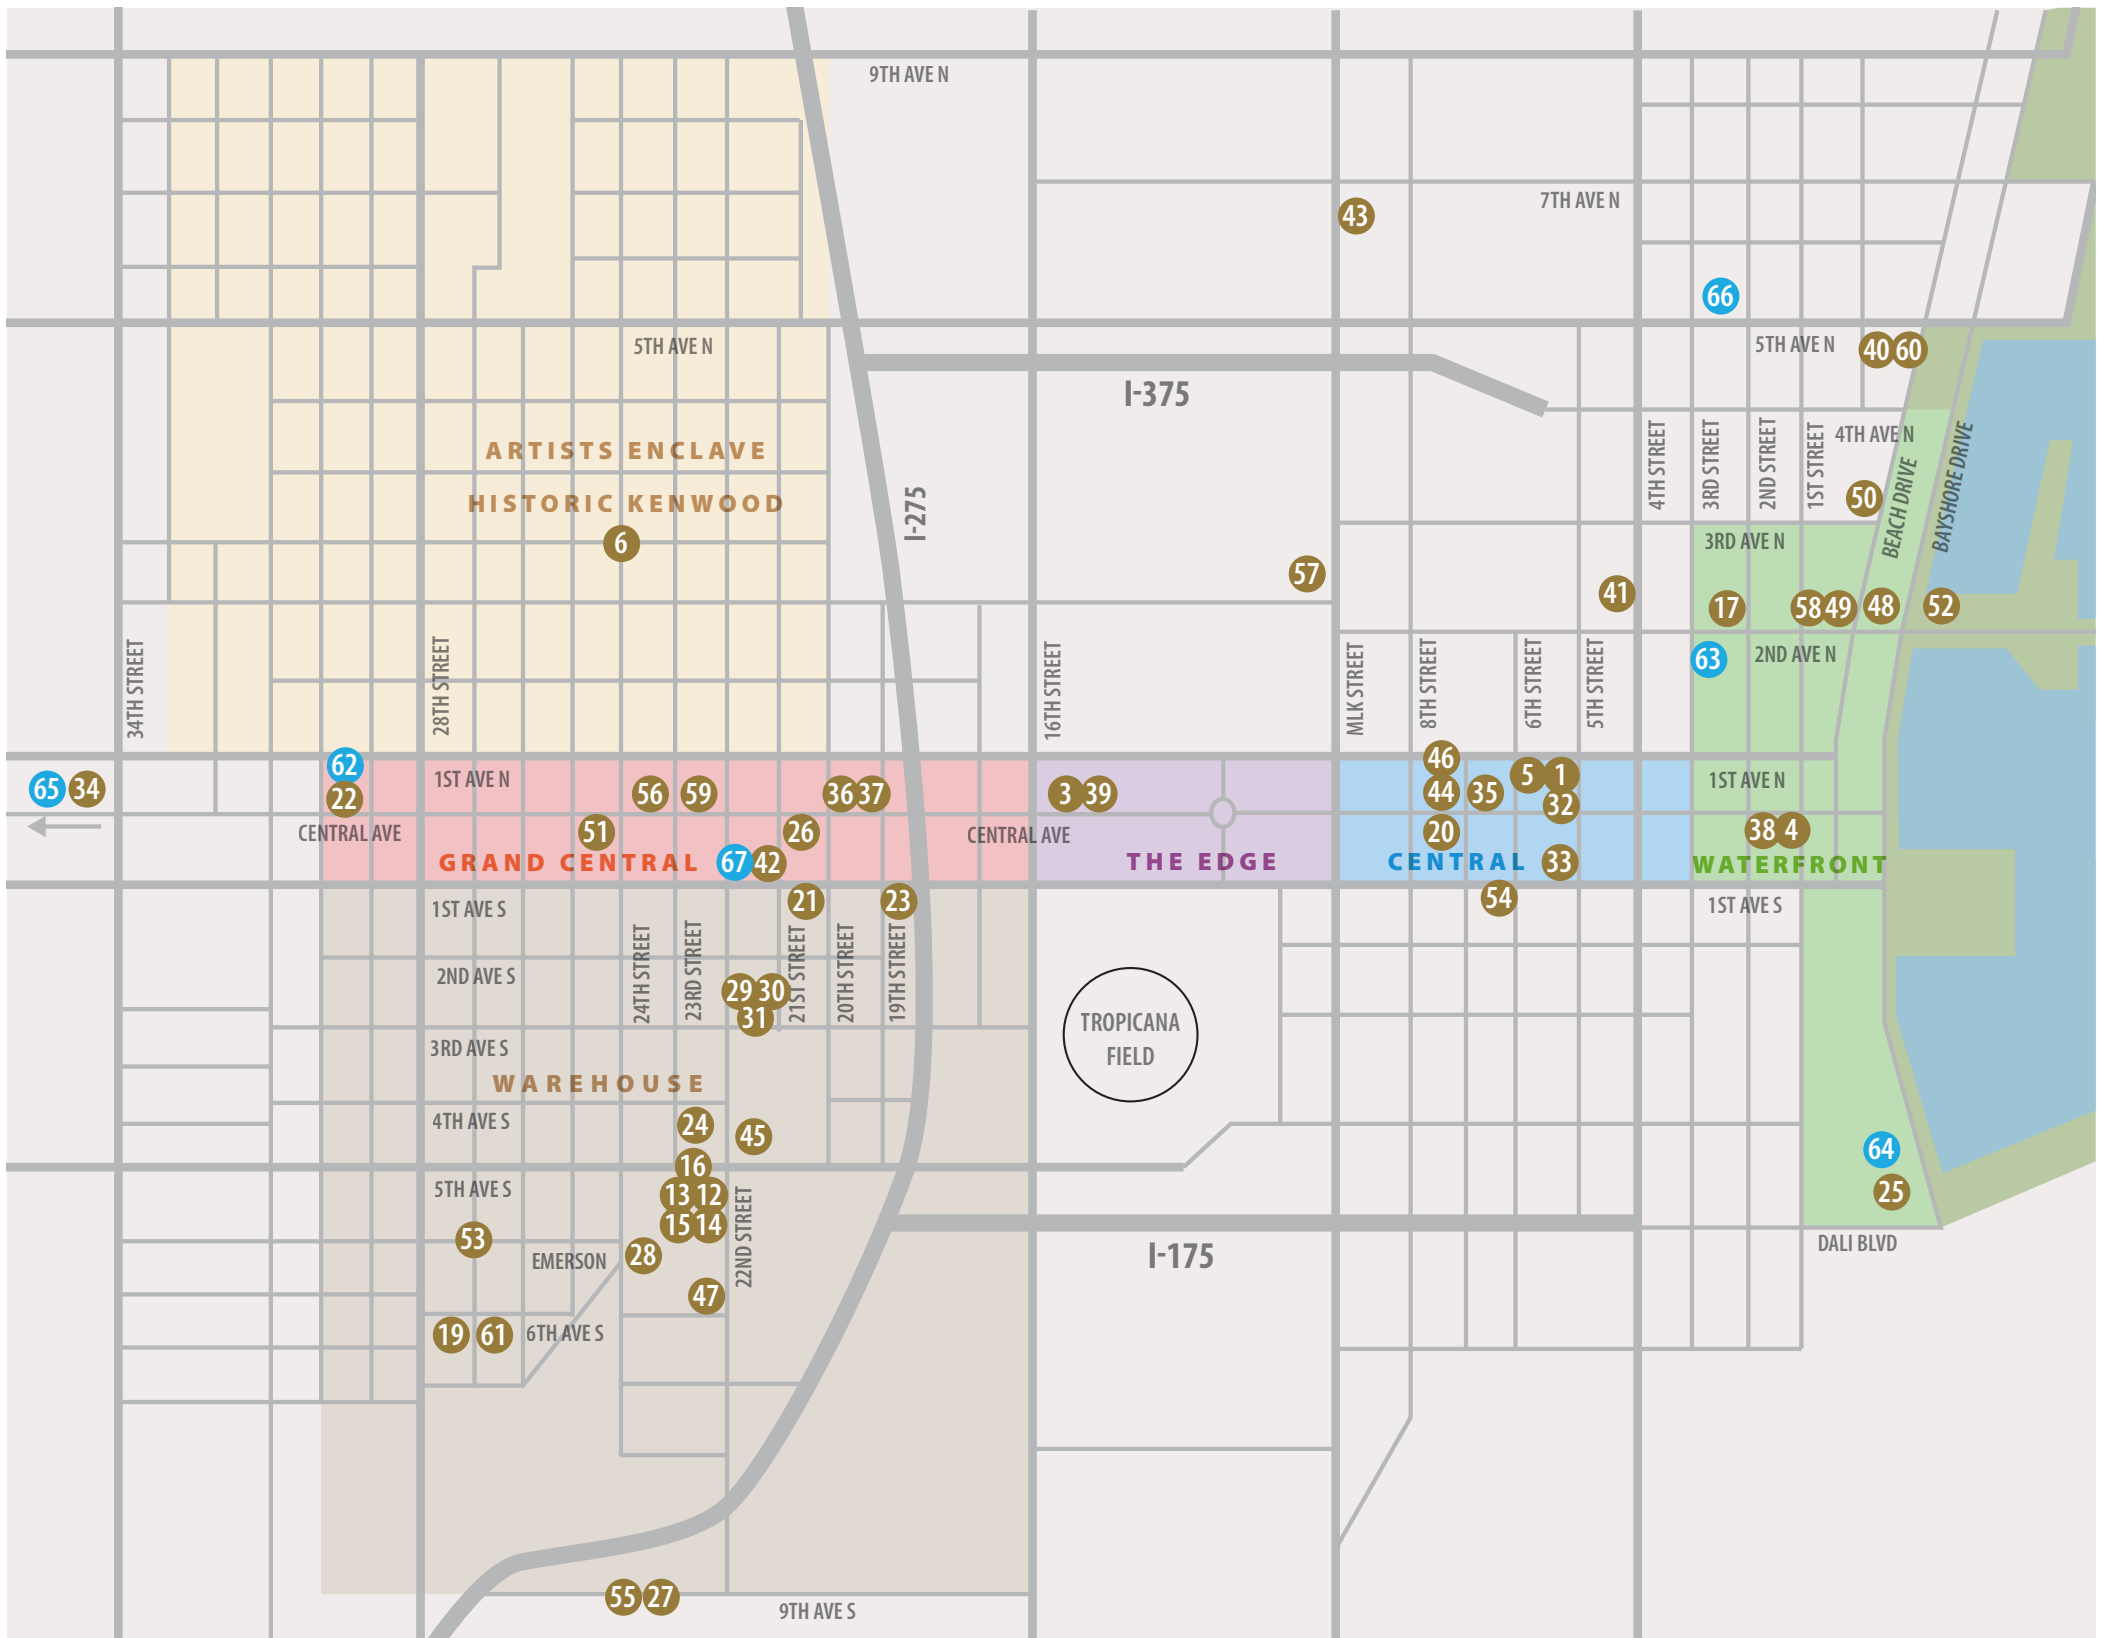 9TH AVE N
7TH AVE N
43
66
5TH AVE N
5TH AVE N
40 60
I-375
ARTISTS ENCLAVE
HISTORIC KENWOOD
6
I-275
4TH STREET
3RD STREET
2ND STREET
1ST STREET
4TH AVE N
BEACH DRIVE
BAYSHORE DRIVE
50
3RD AVE N
57
41
17
58 49
48
52
34TH STREET
28TH STREET
16TH STREET
MLK STREET
8TH STREET
6TH STREET
5TH STREET
63
2ND AVE N
65
34
62
22
1ST AVE N
56
59
36 37
3 39
46
44
35
5
1
32
1ST AVE N
CENTRAL AVE
51
26
CENTRAL AVE
20
38 4
GRAND CENTRAL
67
42
THE EDGE
CENTRAL
33
WATERFRONT
1ST AVE S
21
23
54
1ST AVE S
24TH STREET
23RD STREET
21ST STREET
20TH STREET
19TH STREET
2ND AVE S
29 30
31
TROPICANA
FIELD
3RD AVE S
WAREHOUSE
4TH AVE S
24
45
64
16
5TH AVE S
13 12
25
15 14
22ND STREET
53
EMERSON
28
I-175
DALI BLVD
47
19
61
6TH AVE S
55 27
9TH AVE S